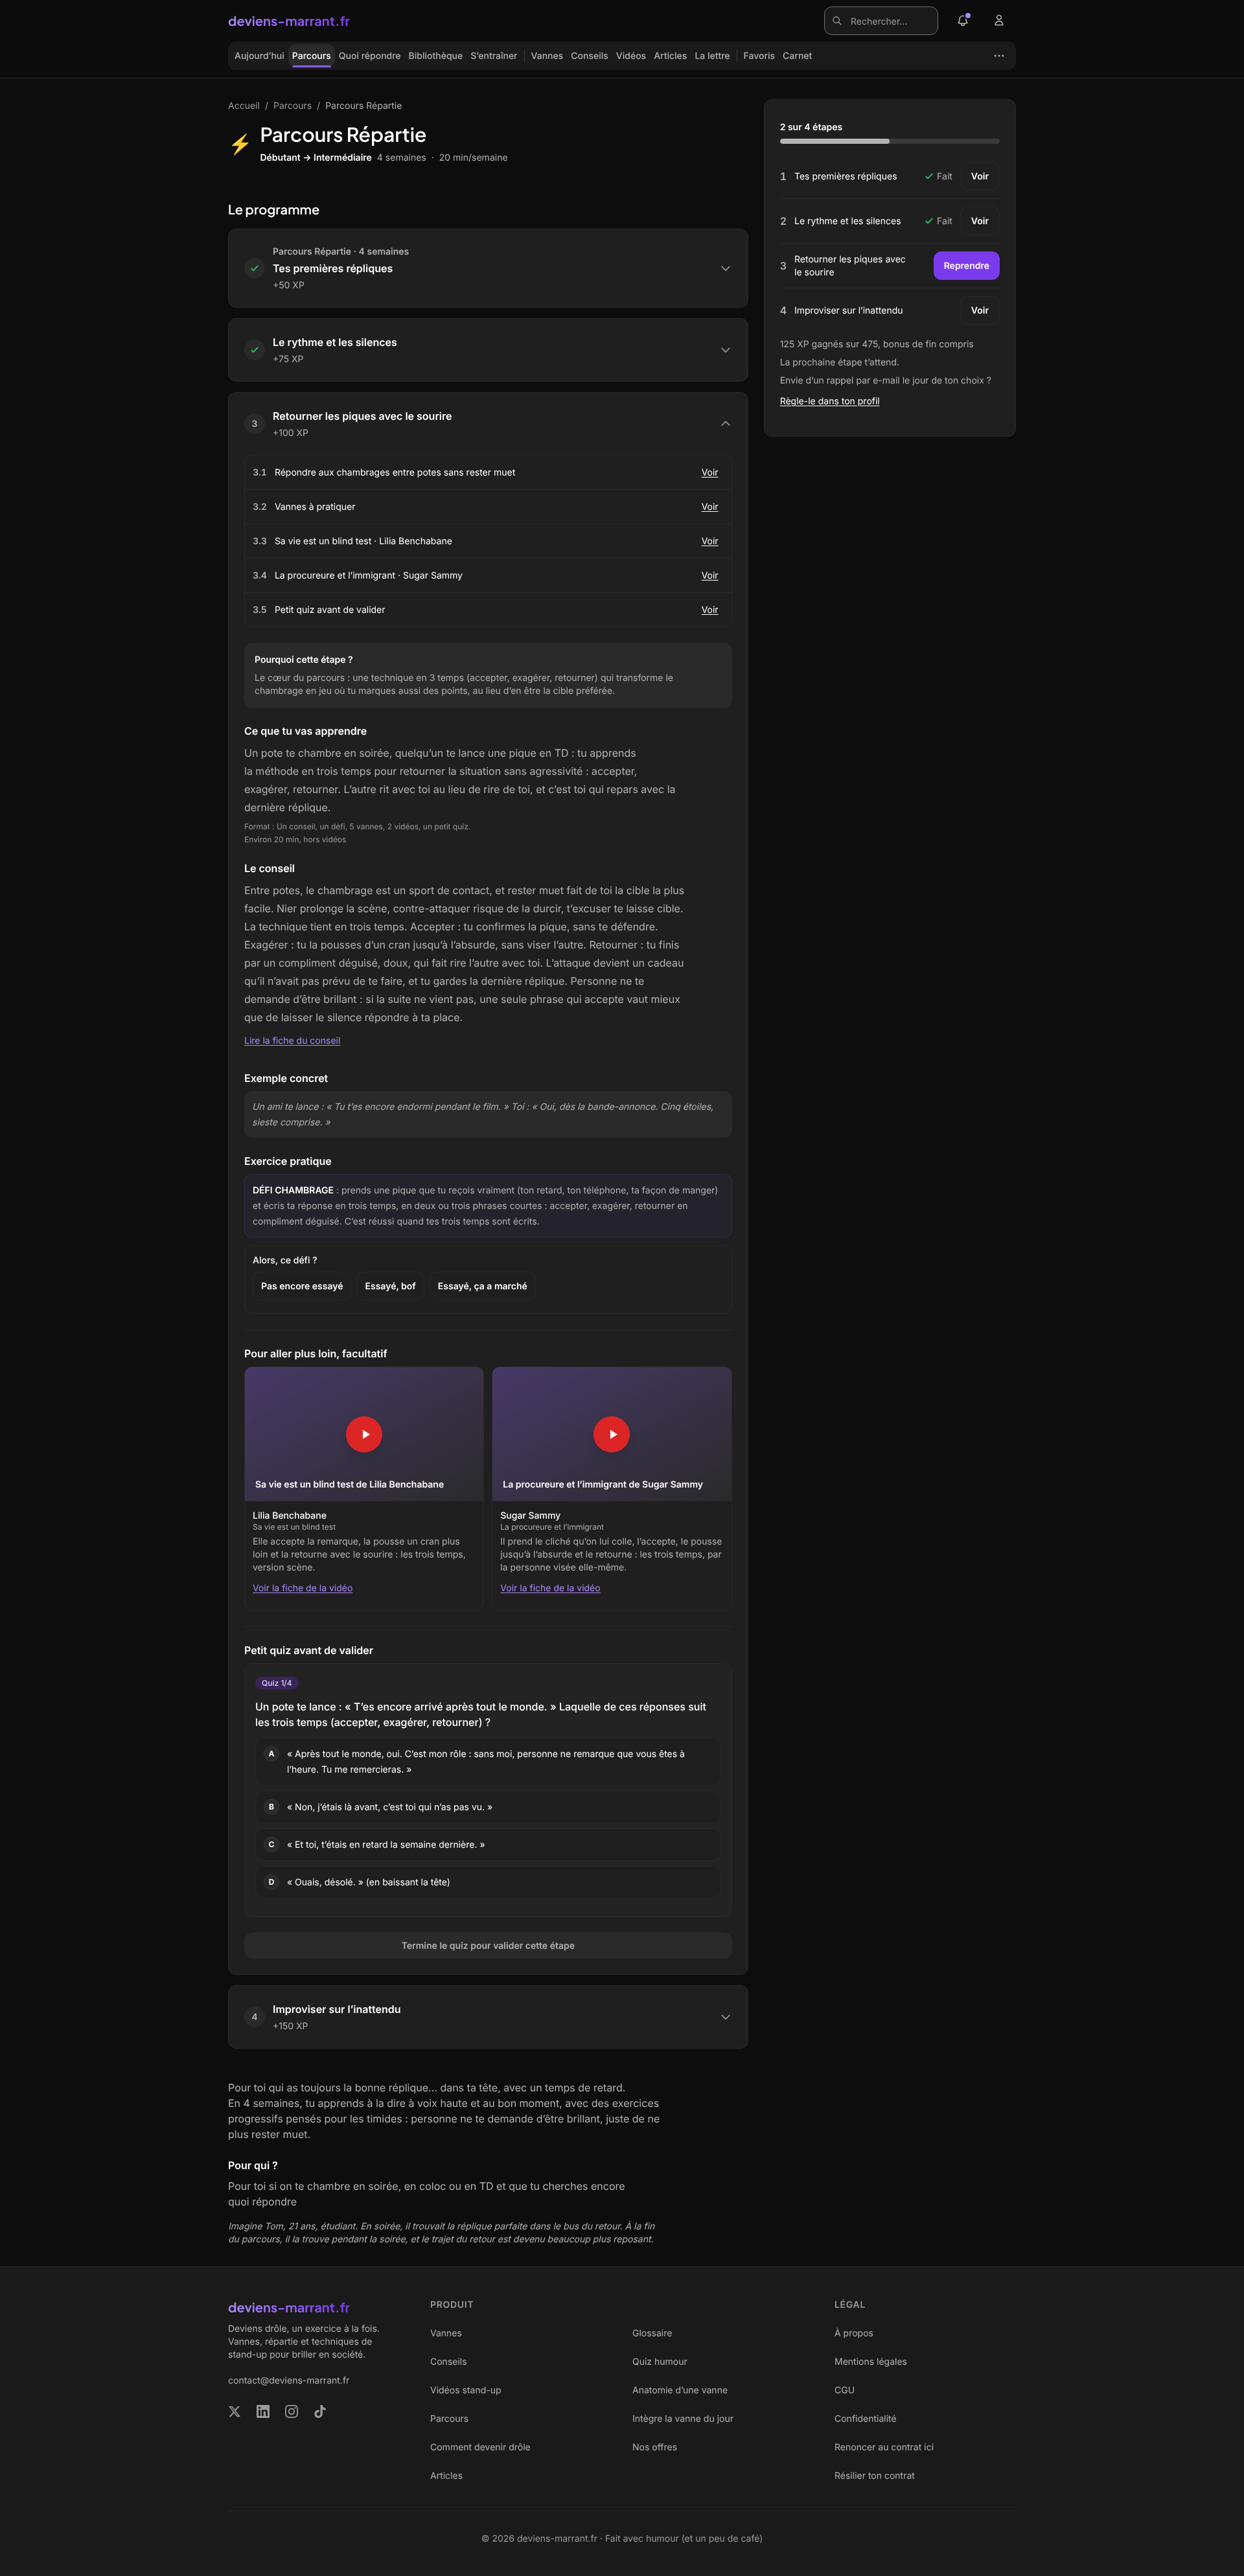 deviens-marrant.fr
Rechercher...
Aujourd’hui Parcours Quoi répondre Bibliothèque S’entraîner Vannes Conseils Vidéos Articles La lettre Favoris Carnet
Accueil / Parcours / Parcours Répartie
⚡ Parcours Répartie
Débutant → Intermédiaire 4 semaines · 20 min/semaine
Le programme
Parcours Répartie · 4 semaines
Tes premières répliques
+50 XP
Le rythme et les silences
+75 XP
3
Retourner les piques avec le sourire
+100 XP
3.1 Répondre aux chambrages entre potes sans rester muet Voir
3.2 Vannes à pratiquer Voir
3.3 Sa vie est un blind test · Lilia Benchabane Voir
3.4 La procureure et l’immigrant · Sugar Sammy Voir
3.5 Petit quiz avant de valider Voir
Pourquoi cette étape ?
Le cœur du parcours : une technique en 3 temps (accepter, exagérer, retourner) qui transforme le
chambrage en jeu où tu marques aussi des points, au lieu d’en être la cible préférée.
Ce que tu vas apprendre
Un pote te chambre en soirée, quelqu’un te lance une pique en TD : tu apprends
la méthode en trois temps pour retourner la situation sans agressivité : accepter,
exagérer, retourner. L’autre rit avec toi au lieu de rire de toi, et c’est toi qui repars avec la
dernière réplique.
Format : Un conseil, un défi, 5 vannes, 2 vidéos, un petit quiz.
Environ 20 min, hors vidéos
Le conseil
Entre potes, le chambrage est un sport de contact, et rester muet fait de toi la cible la plus
facile. Nier prolonge la scène, contre-attaquer risque de la durcir, t’excuser te laisse cible.
La technique tient en trois temps. Accepter : tu confirmes la pique, sans te défendre.
Exagérer : tu la pousses d’un cran jusqu’à l’absurde, sans viser l’autre. Retourner : tu finis
par un compliment déguisé, doux, qui fait rire l’autre avec toi. L’attaque devient un cadeau
qu’il n’avait pas prévu de te faire, et tu gardes la dernière réplique. Personne ne te
demande d’être brillant : si la suite ne vient pas, une seule phrase qui accepte vaut mieux
que de laisser le silence répondre à ta place.
Lire la fiche du conseil
Exemple concret
Un ami te lance : « Tu t’es encore endormi pendant le film. » Toi : « Oui, dès la bande-annonce. Cinq étoiles,
sieste comprise. »
Exercice pratique
DÉFI CHAMBRAGE : prends une pique que tu reçois vraiment (ton retard, ton téléphone, ta façon de manger)
et écris ta réponse en trois temps, en deux ou trois phrases courtes : accepter, exagérer, retourner en
compliment déguisé. C’est réussi quand tes trois temps sont écrits.
Alors, ce défi ?
Pas encore essayé Essayé, bof Essayé, ça a marché
Pour aller plus loin, facultatif
Sa vie est un blind test de Lilia Benchabane
Lilia Benchabane
Sa vie est un blind test
Elle accepte la remarque, la pousse un cran plus
loin et la retourne avec le sourire : les trois temps,
version scène.
Voir la fiche de la vidéo
La procureure et l’immigrant de Sugar Sammy
Sugar Sammy
La procureure et l’immigrant
Il prend le cliché qu’on lui colle, l’accepte, le pousse
jusqu’à l’absurde et le retourne : les trois temps, par
la personne visée elle-même.
Voir la fiche de la vidéo
Petit quiz avant de valider
Quiz 1/4
Un pote te lance : « T’es encore arrivé après tout le monde. » Laquelle de ces réponses suit
les trois temps (accepter, exagérer, retourner) ?
A « Après tout le monde, oui. C’est mon rôle : sans moi, personne ne remarque que vous êtes à
l’heure. Tu me remercieras. »
B « Non, j’étais là avant, c’est toi qui n’as pas vu. »
C « Et toi, t’étais en retard la semaine dernière. »
D « Ouais, désolé. » (en baissant la tête)
Termine le quiz pour valider cette étape
4
Improviser sur l’inattendu
+150 XP
Pour toi qui as toujours la bonne réplique... dans ta tête, avec un temps de retard.
En 4 semaines, tu apprends à la dire à voix haute et au bon moment, avec des exercices
progressifs pensés pour les timides : personne ne te demande d’être brillant, juste de ne
plus rester muet.
Pour qui ?
Pour toi si on te chambre en soirée, en coloc ou en TD et que tu cherches encore
quoi répondre
Imagine Tom, 21 ans, étudiant. En soirée, il trouvait la réplique parfaite dans le bus du retour. À la fin
du parcours, il la trouve pendant la soirée, et le trajet du retour est devenu beaucoup plus reposant.
2 sur 4 étapes
1 Tes premières répliques Fait Voir
2 Le rythme et les silences Fait Voir
3 Retourner les piques avec
le sourire Reprendre
4 Improviser sur l’inattendu Voir
125 XP gagnés sur 475, bonus de fin compris
La prochaine étape t’attend.
Envie d’un rappel par e-mail le jour de ton choix ?
Règle-le dans ton profil
deviens-marrant.fr
Deviens drôle, un exercice à la fois.
Vannes, répartie et techniques de
stand-up pour briller en société.
contact@deviens-marrant.fr
PRODUIT
Vannes
Conseils
Vidéos stand-up
Parcours
Comment devenir drôle
Articles
Glossaire
Quiz humour
Anatomie d’une vanne
Intègre la vanne du jour
Nos offres
LÉGAL
À propos
Mentions légales
CGU
Confidentialité
Renoncer au contrat ici
Résilier ton contrat
© 2026 deviens-marrant.fr · Fait avec humour (et un peu de café)